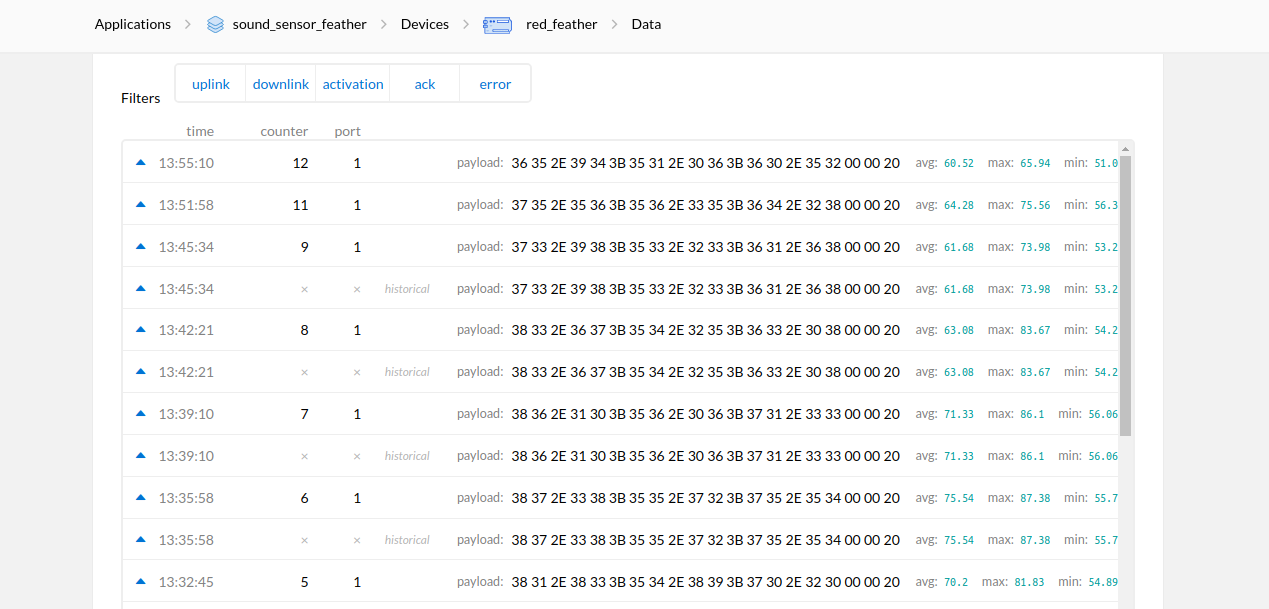 Applications > sound_sensor_feather > Devices > red_feather > Data
Filters uplink downlink activation ack error
time counter port
13:55:10 12 1 payload: 36 35 2E 39 34 3B 35 31 2E 30 36 3B 36 30 2E 35 32 00 00 20 avg: 60.52 max: 65.94 min: 51.0
13:51:58 11 1 payload: 37 35 2E 35 36 3B 35 36 2E 33 35 3B 36 34 2E 32 38 00 00 20 avg: 64.28 max: 75.56 min: 56.3
13:45:34 9 1 payload: 37 33 2E 39 38 3B 35 33 2E 32 33 3B 36 31 2E 36 38 00 00 20 avg: 61.68 max: 73.98 min: 53.2
13:45:34 × × historical payload: 37 33 2E 39 38 3B 35 33 2E 32 33 3B 36 31 2E 36 38 00 00 20 avg: 61.68 max: 73.98 min: 53.2
13:42:21 8 1 payload: 38 33 2E 36 37 3B 35 34 2E 32 35 3B 36 33 2E 30 38 00 00 20 avg: 63.08 max: 83.67 min: 54.2
13:42:21 × × historical payload: 38 33 2E 36 37 3B 35 34 2E 32 35 3B 36 33 2E 30 38 00 00 20 avg: 63.08 max: 83.67 min: 54.2
13:39:10 7 1 payload: 38 36 2E 31 30 3B 35 36 2E 30 36 3B 37 31 2E 33 33 00 00 20 avg: 71.33 max: 86.1 min: 56.06
13:39:10 × × historical payload: 38 36 2E 31 30 3B 35 36 2E 30 36 3B 37 31 2E 33 33 00 00 20 avg: 71.33 max: 86.1 min: 56.06
13:35:58 6 1 payload: 38 37 2E 33 38 3B 35 35 2E 37 32 3B 37 35 2E 35 34 00 00 20 avg: 75.54 max: 87.38 min: 55.7
13:35:58 × × historical payload: 38 37 2E 33 38 3B 35 35 2E 37 32 3B 37 35 2E 35 34 00 00 20 avg: 75.54 max: 87.38 min: 55.7
13:32:45 5 1 payload: 38 31 2E 38 33 3B 35 34 2E 38 39 3B 37 30 2E 32 30 00 00 20 avg: 70.2 max: 81.83 min: 54.89